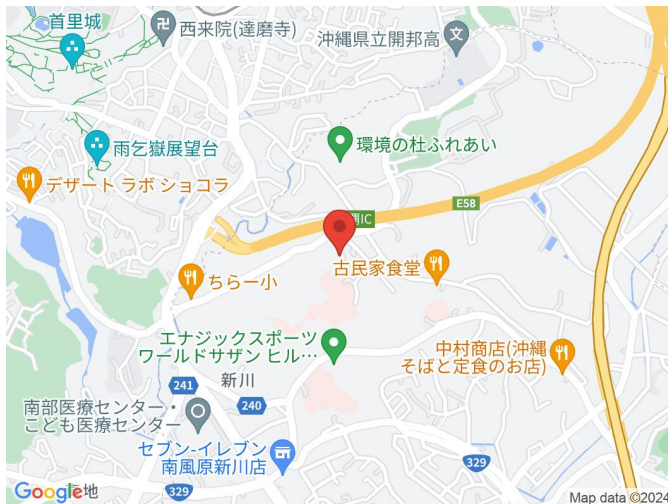 首里城
西来院(達磨寺)
沖縄県立開邦高
文
雨乞嶽展望台
環境の杜ふれあい
デザート ラボ ショコラ
E58
IC
ちらー小
古民家食堂
エナジックスポーツ
ワールドサザン ヒル…
中村商店(沖縄
そばと定食のお店)
241
新川
240
南部医療センター・
こども医療センター
セブン-イレブン
南風原新川店
329
Google
地
329
Map data ©2024